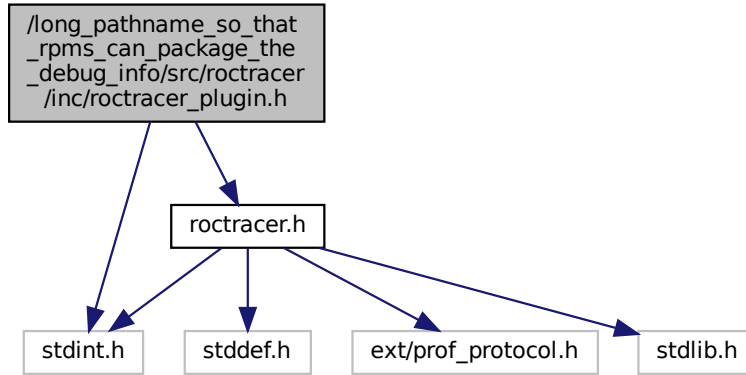 /long_pathname_so_that
_rpms_can_package_the
_debug_info/src/roctracer
/inc/roctracer_plugin.h
roctracer.h
stdint.h
stddef.h
ext/prof_protocol.h
stdlib.h